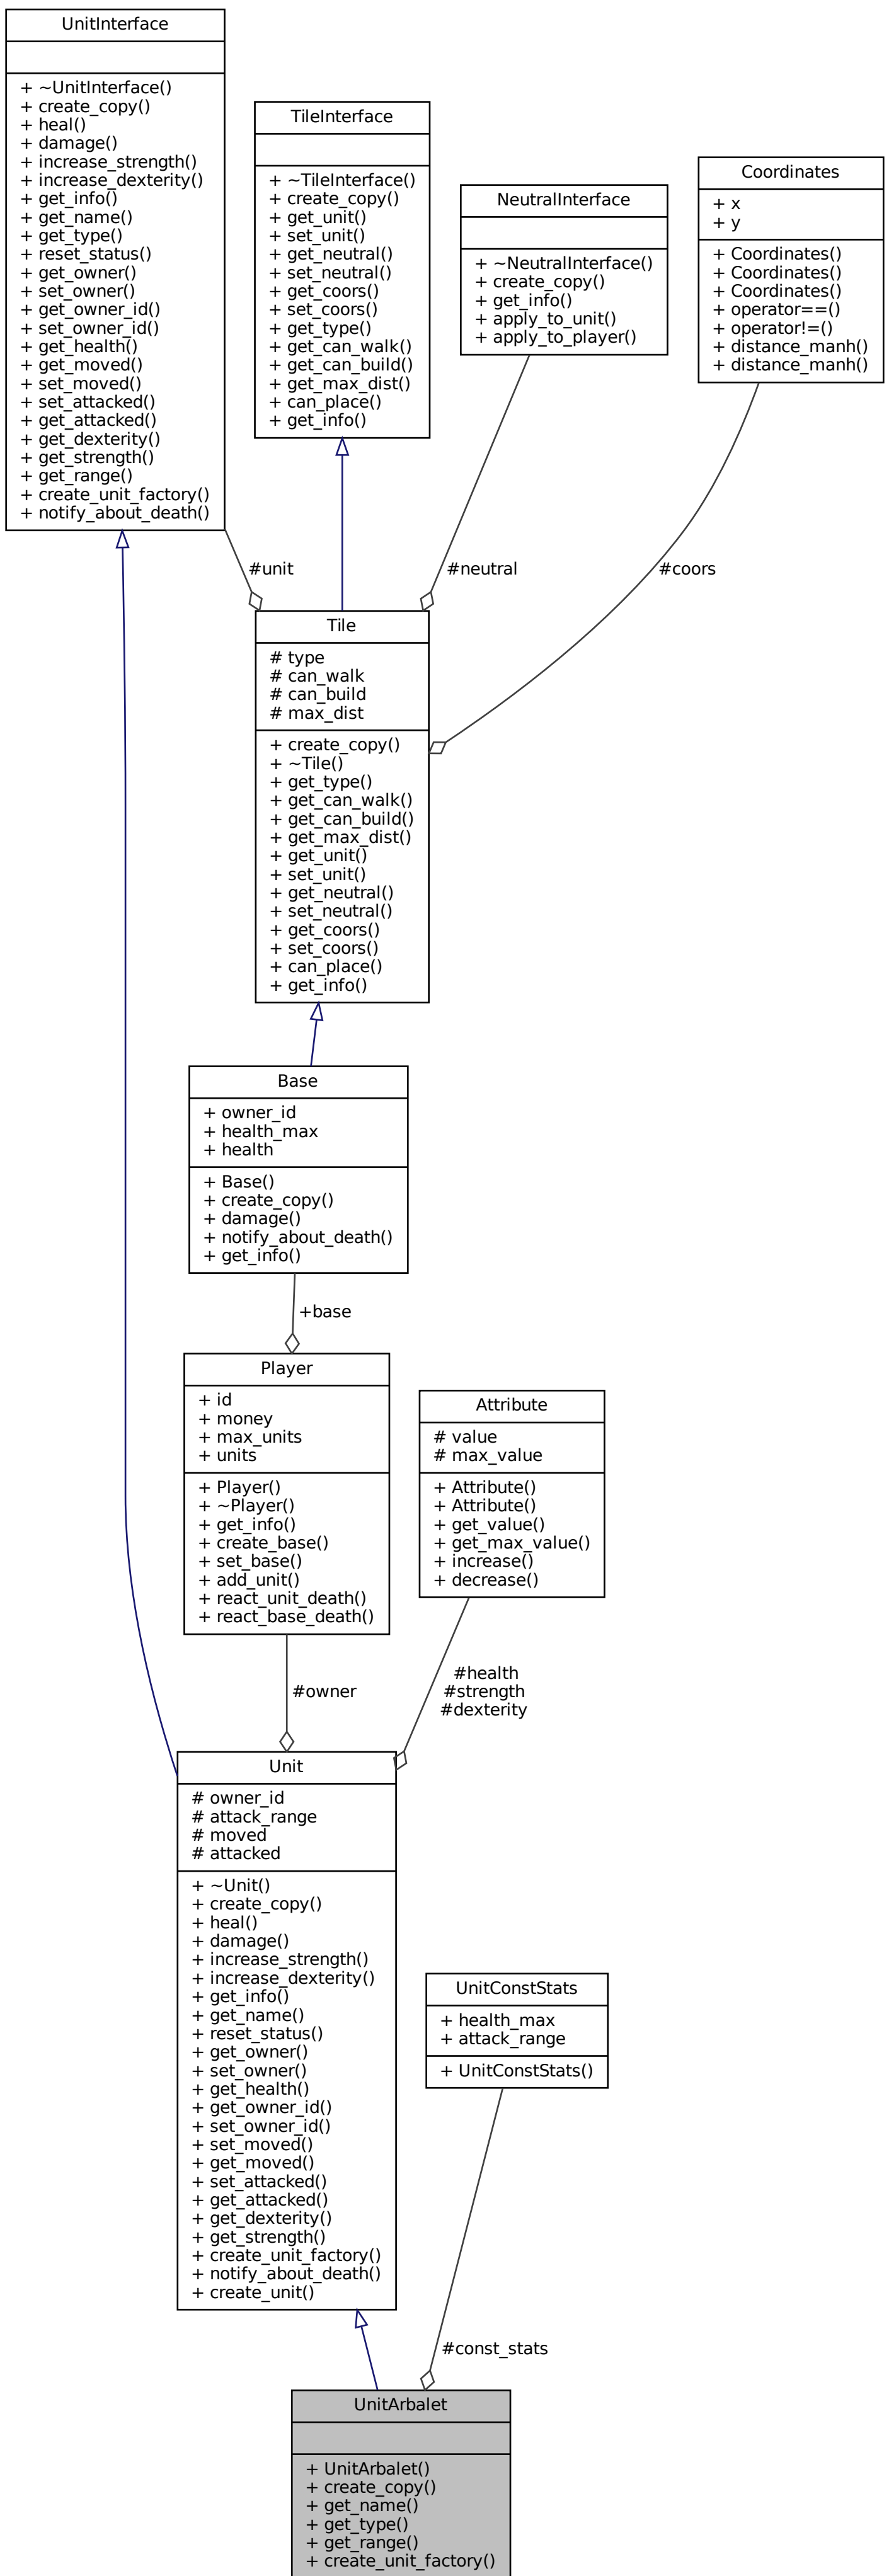 UnitInterface
+ ~UnitInterface()
+ create_copy()
+ heal()
+ damage()
+ increase_strength()
+ increase_dexterity()
+ get_info()
+ get_name()
+ get_type()
+ reset_status()
+ get_owner()
+ set_owner()
+ get_owner_id()
+ set_owner_id()
+ get_health()
+ get_moved()
+ set_moved()
+ set_attacked()
+ get_attacked()
+ get_dexterity()
+ get_strength()
+ get_range()
+ create_unit_factory()
+ notify_about_death()
TileInterface
+ ~TileInterface()
+ create_copy()
+ get_unit()
+ set_unit()
+ get_neutral()
+ set_neutral()
+ get_coors()
+ set_coors()
+ get_type()
+ get_can_walk()
+ get_can_build()
+ get_max_dist()
+ can_place()
+ get_info()
NeutralInterface
+ ~NeutralInterface()
+ create_copy()
+ get_info()
+ apply_to_unit()
+ apply_to_player()
Coordinates
+ x
+ y
+ Coordinates()
+ Coordinates()
+ Coordinates()
+ operator==()
+ operator!=()
+ distance_manh()
+ distance_manh()
#unit
#neutral
#coors
Tile
# type
# can_walk
# can_build
# max_dist
+ create_copy()
+ ~Tile()
+ get_type()
+ get_can_walk()
+ get_can_build()
+ get_max_dist()
+ get_unit()
+ set_unit()
+ get_neutral()
+ set_neutral()
+ get_coors()
+ set_coors()
+ can_place()
+ get_info()
Base
+ owner_id
+ health_max
+ health
+ Base()
+ create_copy()
+ damage()
+ notify_about_death()
+ get_info()
+base
Player
+ id
+ money
+ max_units
+ units
+ Player()
+ ~Player()
+ get_info()
+ create_base()
+ set_base()
+ add_unit()
+ react_unit_death()
+ react_base_death()
Attribute
# value
# max_value
+ Attribute()
+ Attribute()
+ get_value()
+ get_max_value()
+ increase()
+ decrease()
#owner
#health
#strength
#dexterity
Unit
# owner_id
# attack_range
# moved
# attacked
+ ~Unit()
+ create_copy()
+ heal()
+ damage()
+ increase_strength()
+ increase_dexterity()
+ get_info()
+ get_name()
+ reset_status()
+ get_owner()
+ set_owner()
+ get_health()
+ get_owner_id()
+ set_owner_id()
+ set_moved()
+ get_moved()
+ set_attacked()
+ get_attacked()
+ get_dexterity()
+ get_strength()
+ create_unit_factory()
+ notify_about_death()
+ create_unit()
UnitConstStats
+ health_max
+ attack_range
+ UnitConstStats()
#const_stats
UnitArbalet
+ UnitArbalet()
+ create_copy()
+ get_name()
+ get_type()
+ get_range()
+ create_unit_factory()